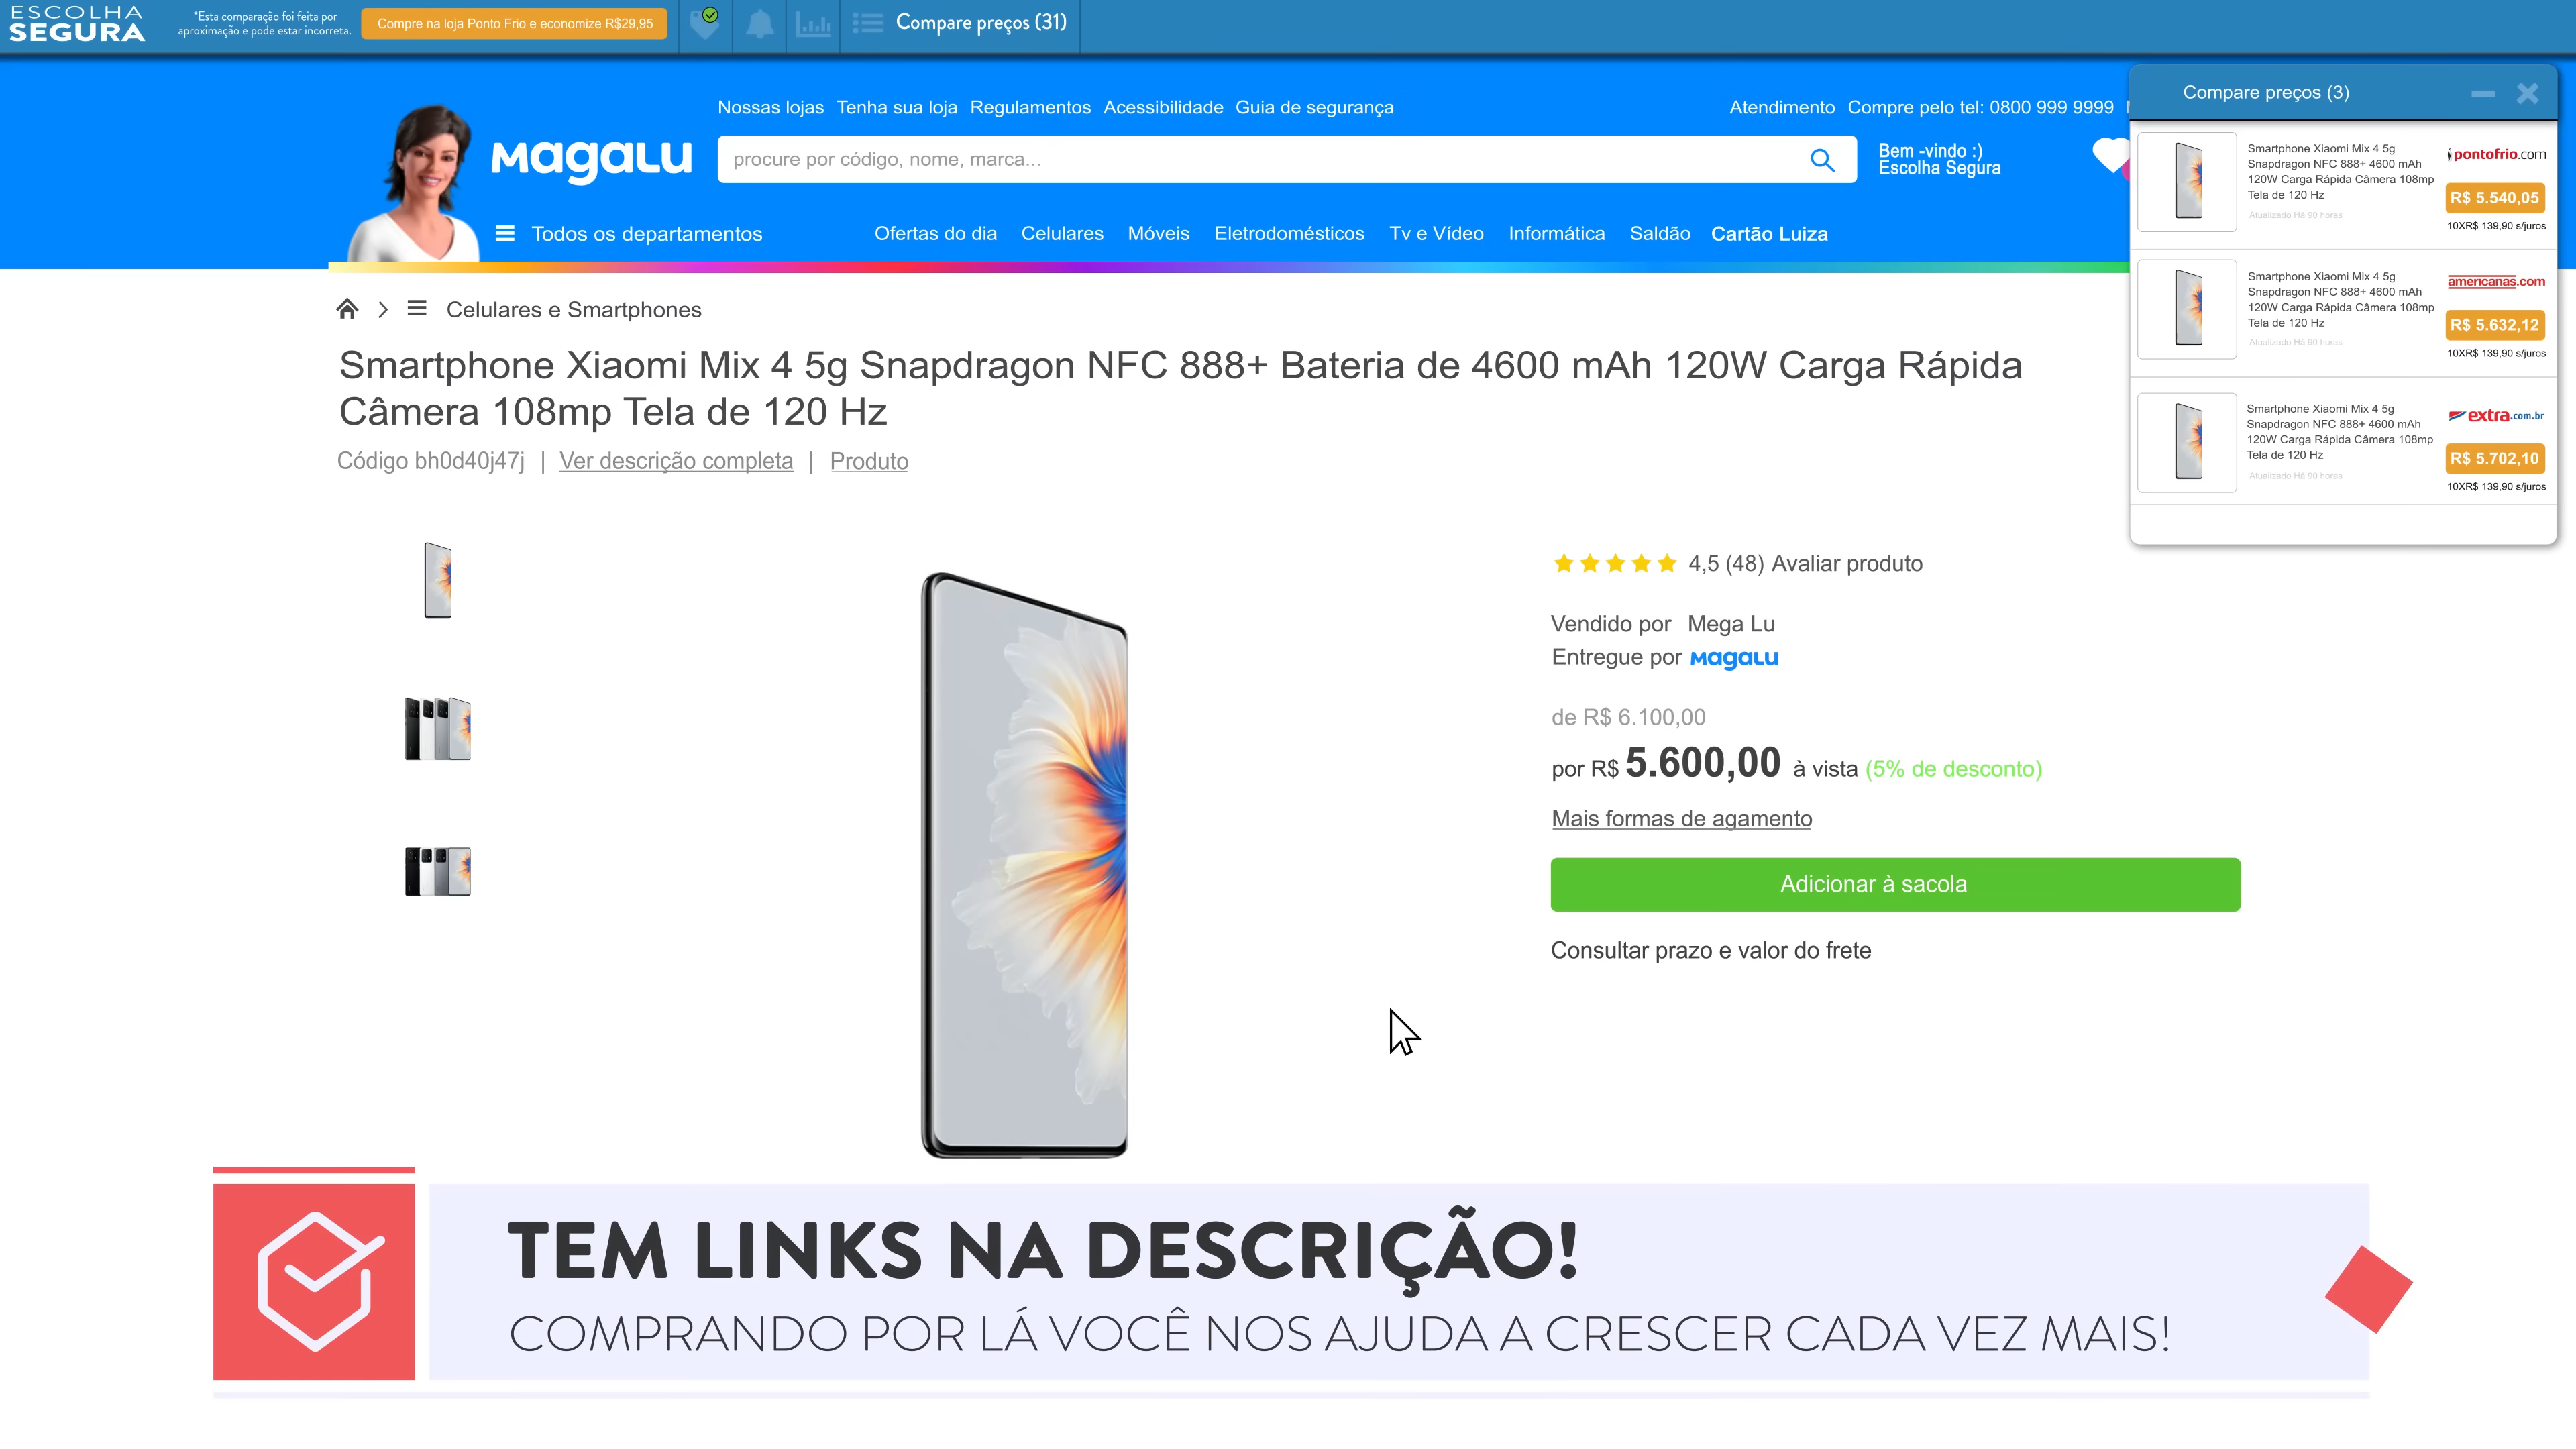 ESCOLHA
SEGURA
*Esta comparação foi feita por
aproximação e pode estar incorreta.
Compre na loja Ponto Frio e economize R$29,95
Compare preços (31)
Nossas lojas Tenha sua loja Regulamentos Acessibilidade Guia de segurança
Atendimento Compre pelo tel: 0800 999 9999
Magalu
procure por código, nome, marca...
Bem -vindo :)
Escolha Segura
Todos os departamentos
Ofertas do dia Celulares Móveis Eletrodomésticos Tv e Vídeo Informática Saldão Cartão Luiza
Compare preços (3)
Smartphone Xiaomi Mix 4 5g
Snapdragon NFC 888+ 4600 mAh
120W Carga Rápida Câmera 108mp
Tela de 120 Hz
Atualizado Há 90 horas
pontofrio.com
R$ 5.540,05
10XR$ 139,90 s/juros
Smartphone Xiaomi Mix 4 5g
Snapdragon NFC 888+ 4600 mAh
120W Carga Rápida Câmera 108mp
Tela de 120 Hz
Atualizado Há 90 horas
americanas.com
R$ 5.632,12
10XR$ 139,90 s/juros
Smartphone Xiaomi Mix 4 5g
Snapdragon NFC 888+ 4600 mAh
120W Carga Rápida Câmera 108mp
Tela de 120 Hz
Atualizado Há 90 horas
extra.com.br
R$ 5.702,10
10XR$ 139,90 s/juros
Celulares e Smartphones
Smartphone Xiaomi Mix 4 5g Snapdragon NFC 888+ Bateria de 4600 mAh 120W Carga Rápida
Câmera 108mp Tela de 120 Hz
Código bh0d40j47j | Ver descrição completa | Produto
4,5 (48) Avaliar produto
Vendido por Mega Lu
Entregue por Magalu
de R$ 6.100,00
por R$ 5.600,00 à vista (5% de desconto)
Mais formas de agamento
Adicionar à sacola
Consultar prazo e valor do frete
TEM LINKS NA DESCRIÇÃO!
COMPRANDO POR LÁ VOCÊ NOS AJUDA A CRESCER CADA VEZ MAIS!